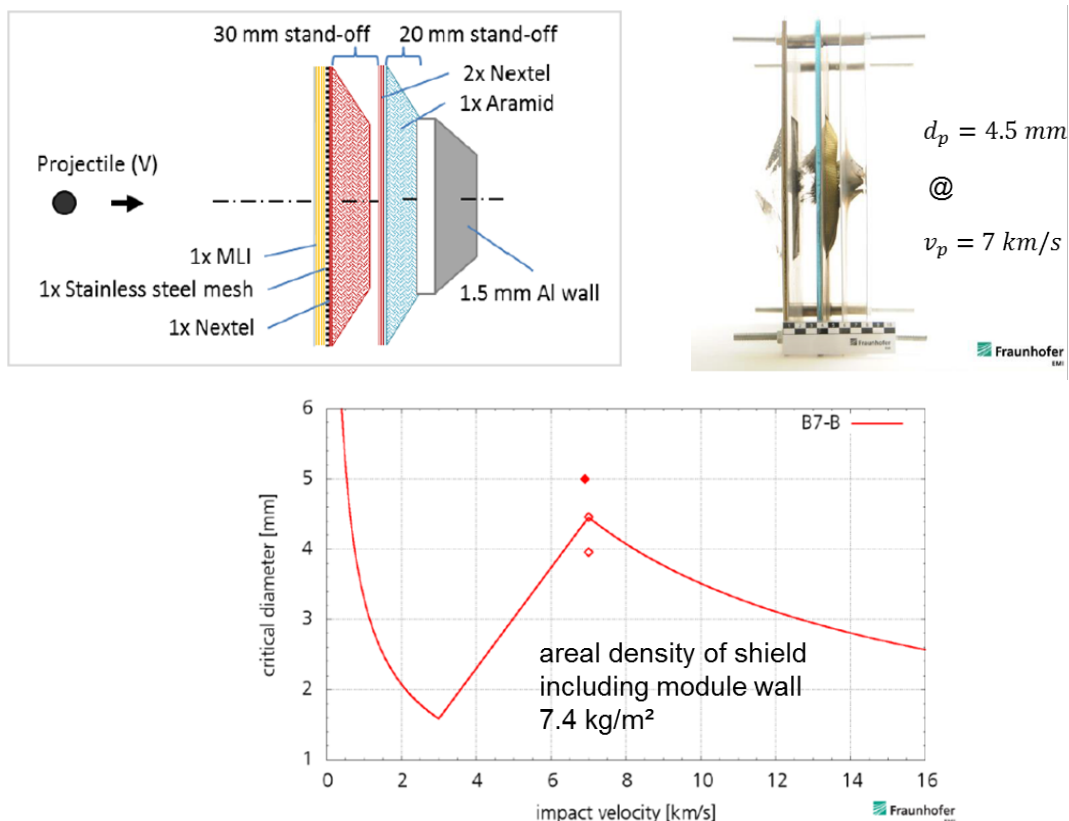 30 mm stand-off
20 mm stand-off
2x Nextel
1x Aramid
Projectile (V)
1x MLI
1x Stainless steel mesh
1x Nextel
1.5 mm Al wall
d_p = 4.5 mm
@
v_p = 7 km/s
Fraunhofer
Fraunhofer
EMI
6
5
4
3
2
1
critical diameter [mm]
B7-B
areal density of shield
including module wall
7.4 kg/m²
0
2
4
6
8
10
12
14
16
impact velocity [km/s]
Fraunhofer